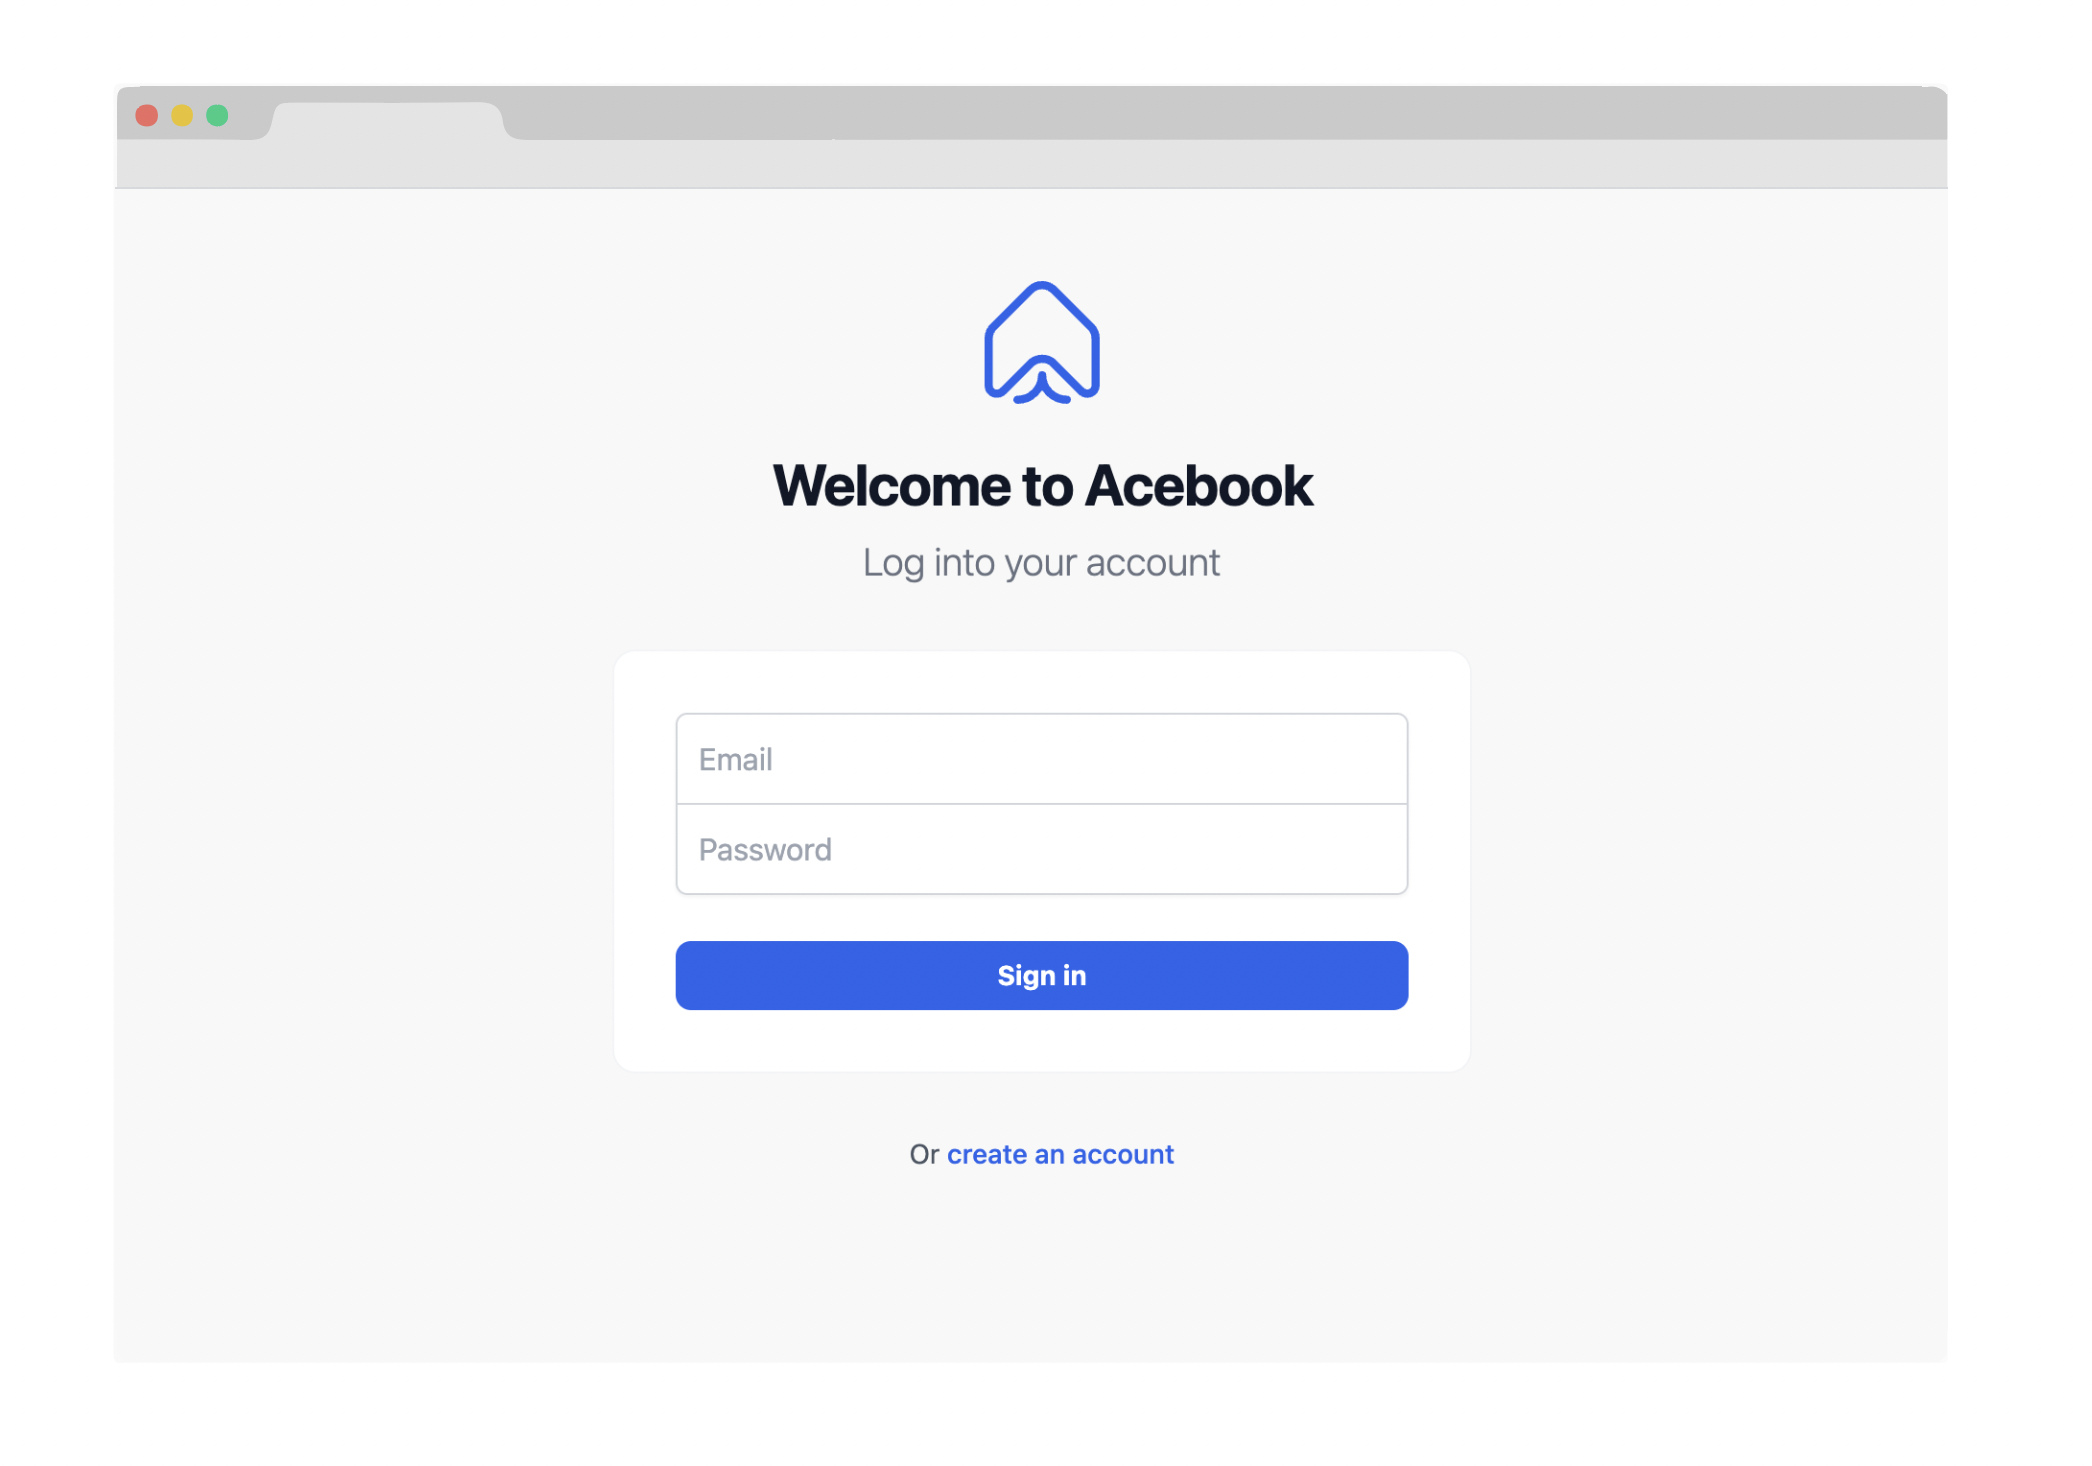 Welcome to Acebook
Log into your account
Email
Password
Sign in
Or create an account